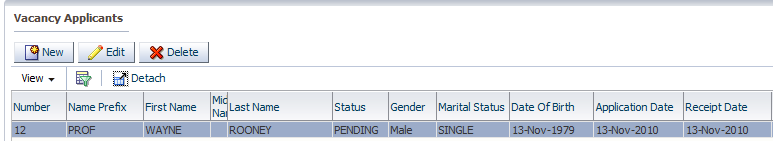 Vacancy Applicants
New Edit Delete
View Detach
Number Name Prefix First Name Mid Nar Last Name Status Gender Marital Status Date Of Birth Application Date Receipt Date
12 PROF WAYNE ROONEY PENDING Male SINGLE 13-Nov-1979 13-Nov-2010 13-Nov-2010